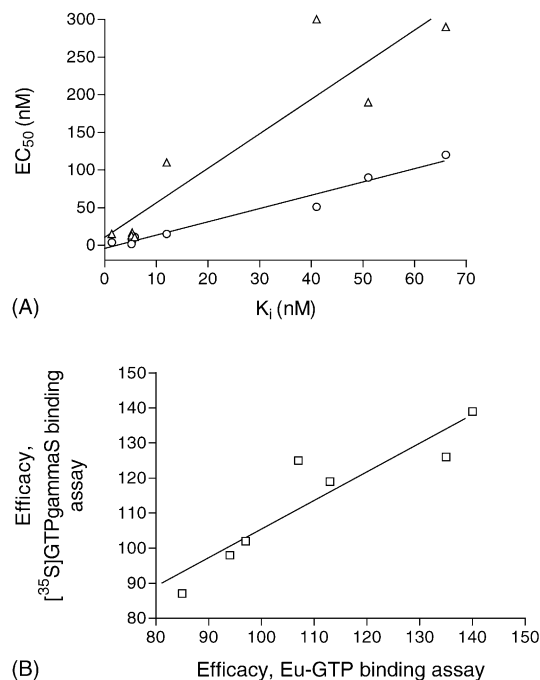 300
250
200
150
100
50
0
EC50 (nM)
0 10 20 30 40 50 60 70
Ki (nM)
(A)
150
140
130
120
110
100
90
80
Efficacy,
[35S]GTPgammaS binding
assay
80 90 100 110 120 130 140 150
Efficacy, Eu-GTP binding assay
(B)